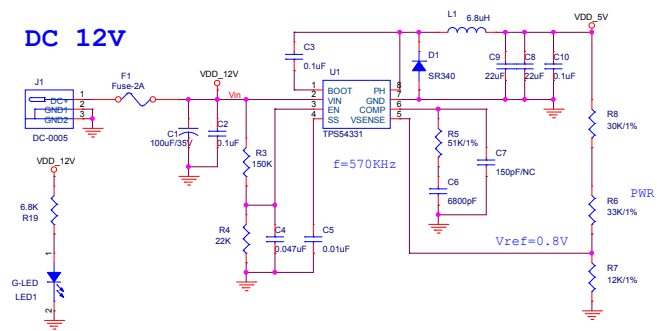 DC 12V
L1 6.8uH
VDD_5V
C3
0.1uF
D1
SR340
C9
22uF
C8
22uF
C10
0.1uF
J1
DC+
GND1
GND2
1
2
3
DC-0005
F1
Fuse-2A
VDD_12V
Vin
C1
100uF/35V
C2
0.1uF
U1
1 BOOT PH 8
2 VIN GND 7
3 EN COMP 6
4 SS VSENSE 5
TPS54331
f=570KHz
R8
30K/1%
R5
51K/1%
C7
150pF/NC
C6
6800pF
VDD_12V
R3
150K
6.8K
R19
R4
22K
C4
0.047uF
C5
0.01uF
PWR
R6
33K/1%
Vref=0.8V
R7
12K/1%
1
G-LED
LED1
2